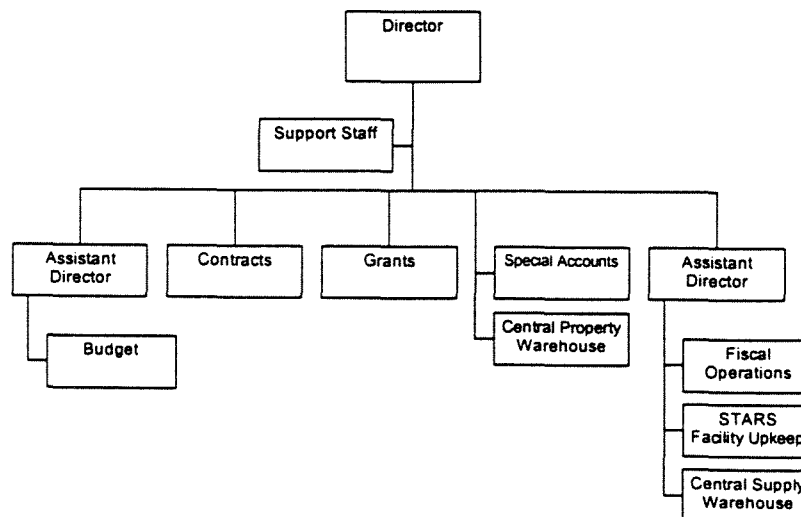 Director
Support Staff
Assistant
Director
Contracts
Grants
Special Accounts
Assistant
Director
Budget
Central Property
Warehouse
Fiscal
Operations
STARS
Facility Upkeep
Central Supply
Warehouse